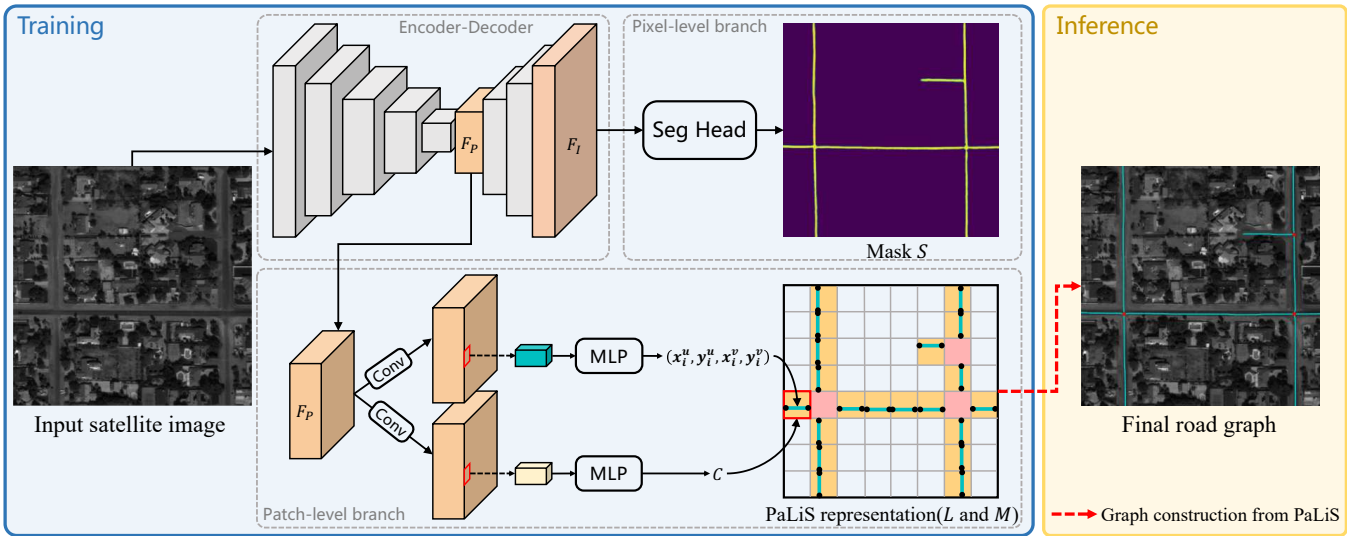 Training
Encoder-Decoder
Pixel-level branch
Inference
F_P
F_I
Seg Head
Mask S
Input satellite image
F_P
Conv
Conv
MLP
(x_i^u, y_i^u, x_i^v, y_i^v)
MLP
C
Patch-level branch
PaLiS representation(L and M)
Final road graph
Graph construction from PaLiS